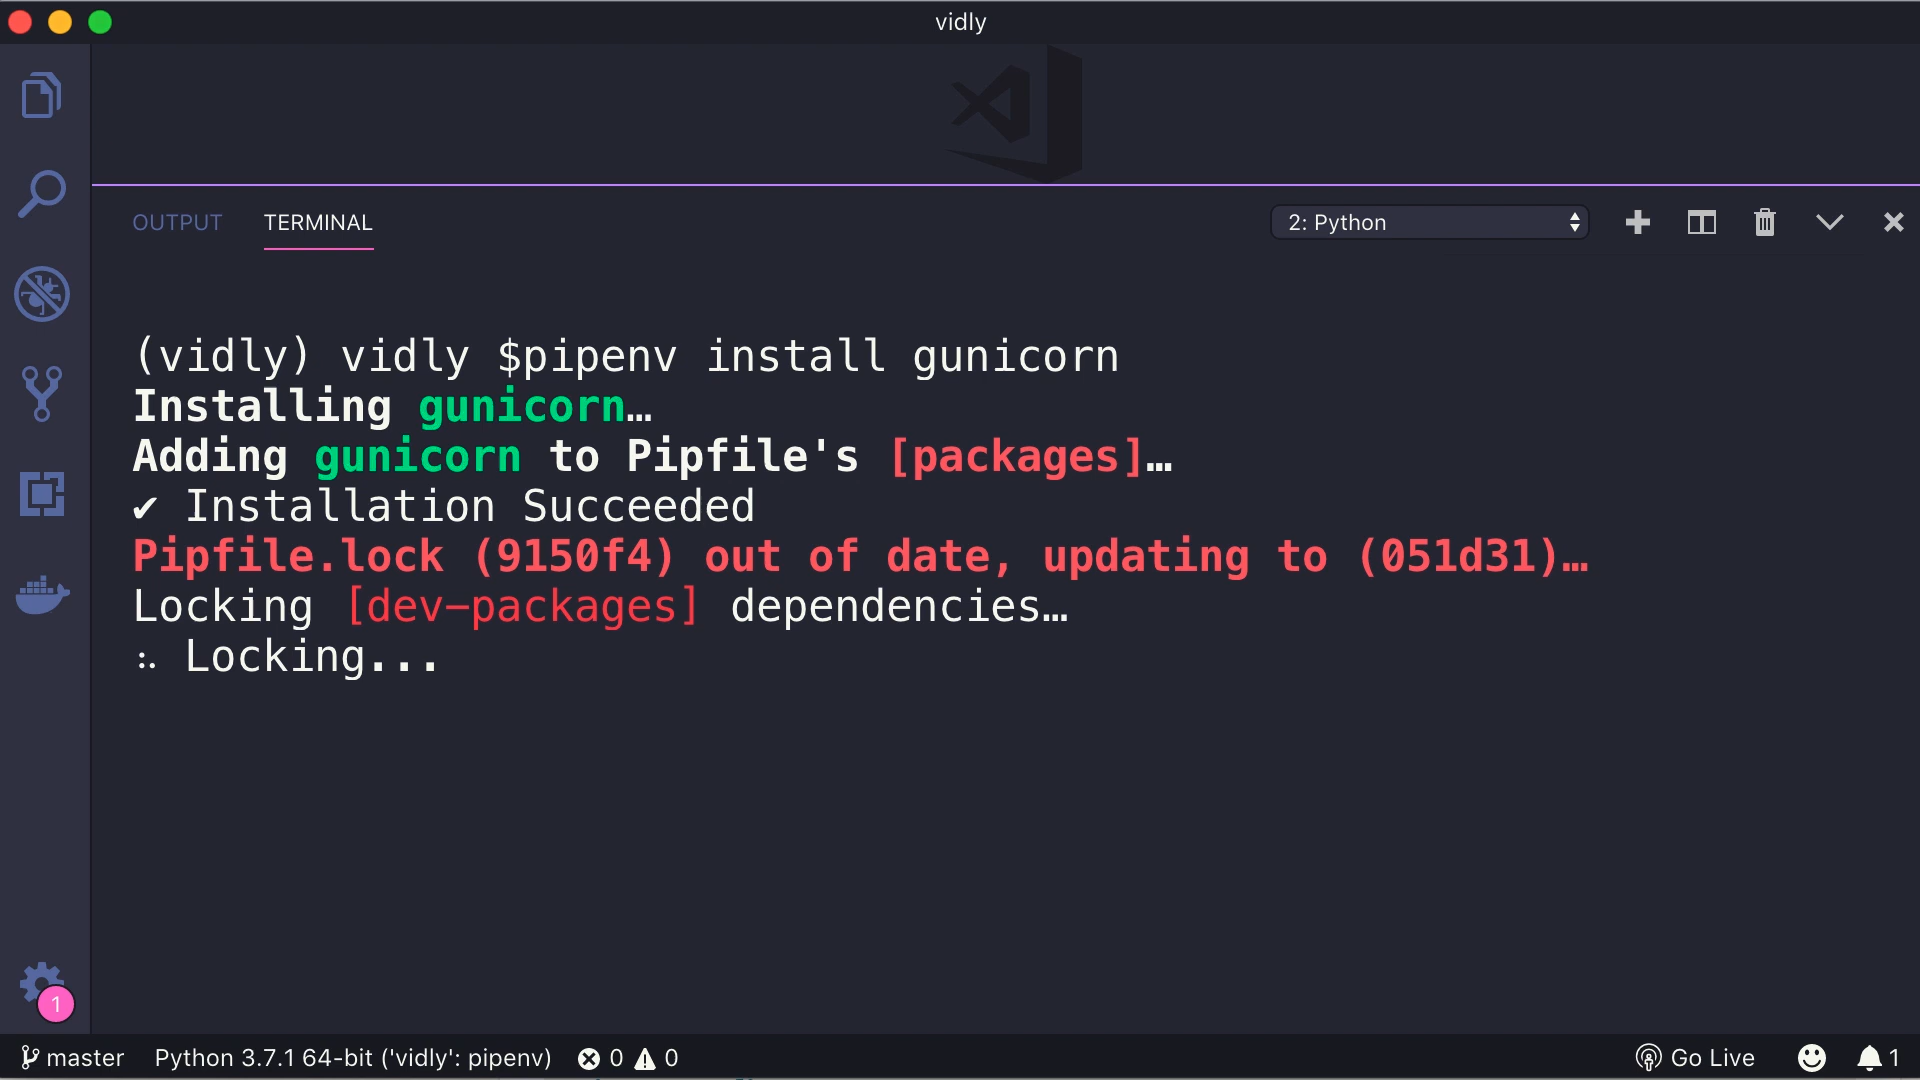 vidly
OUTPUT TERMINAL 2: Python
(vidly) vidly $pipenv install gunicorn
Installing gunicorn…
Adding gunicorn to Pipfile's [packages]…
✔ Installation Succeeded
Pipfile.lock (9150f4) out of date, updating to (051d31)…
Locking [dev-packages] dependencies…
Locking...
1
master Python 3.7.1 64-bit ('vidly': pipenv) 0 0 Go Live 1